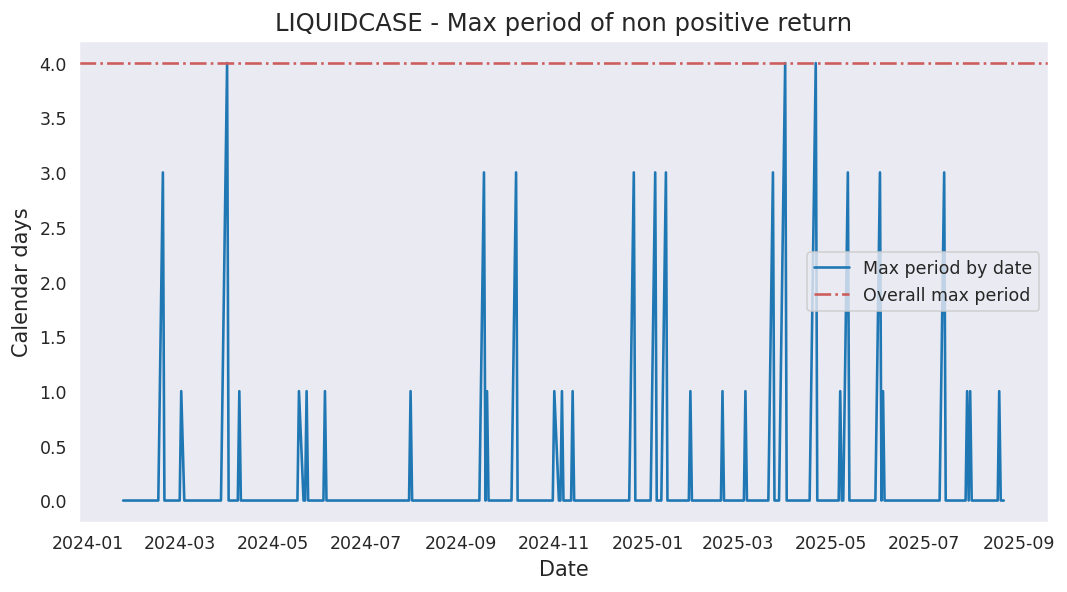 LIQUIDCASE - Max period of non positive return
4.0
3.5
3.0
2.5
2.0
1.5
1.0
0.5
0.0
Calendar days
Max period by date
Overall max period
2024-01 2024-03 2024-05 2024-07 2024-09 2024-11 2025-01 2025-03 2025-05 2025-07 2025-09
Date